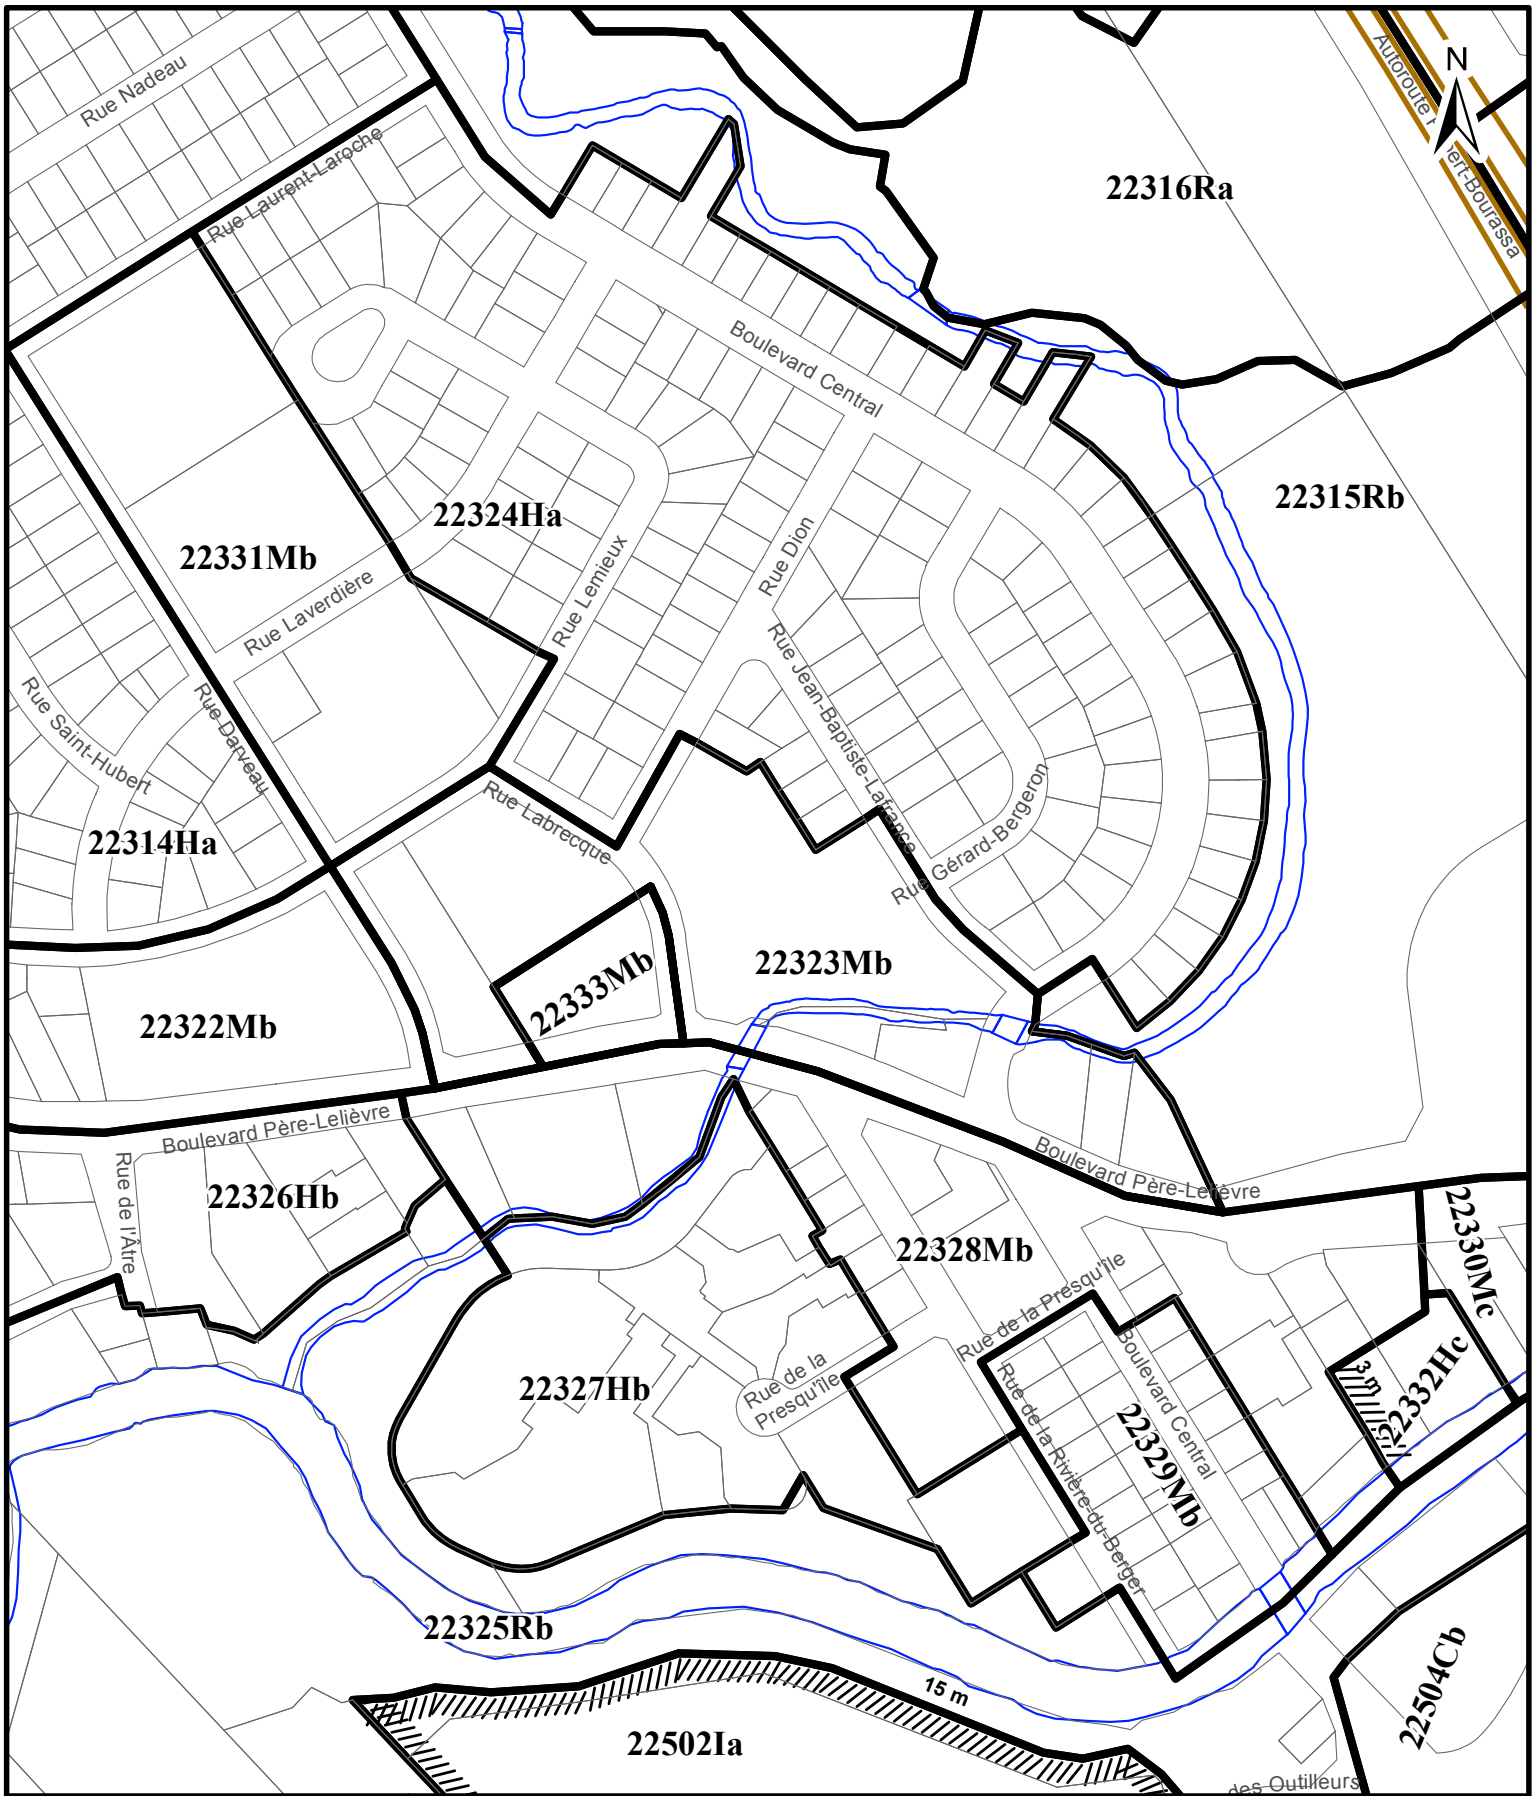 Rue Nadeau
Autoroute
bert-Bourassa
N
Rue Laurent-Laroche
22316Ra
Boulevard Central
22315Rb
22324Ha
22331Mb
Rue Laverdière
Rue Lemieux
Rue Dion
Rue Jean-Baptiste-Lafrance
Rue Saint-Hubert
Rue Darveau
Rue Labrecque
Rue Gérard-Bergeron
22314Ha
22333Mb
22323Mb
22322Mb
Boulevard Père-Lelièvre
Boulevard Père-Lelièvre
Rue de l'Âtre
22326Hb
22328Mb
22330Mc
Rue de la Presqu'île
22327Hb
Rue de la
Presqu'île
Boulevard Central
Rue de la Rivière-du-Berger
22329Mb
3 m
22332Hc
22325Rb
15 m
22504Cb
22502Ia
des Outilleurs